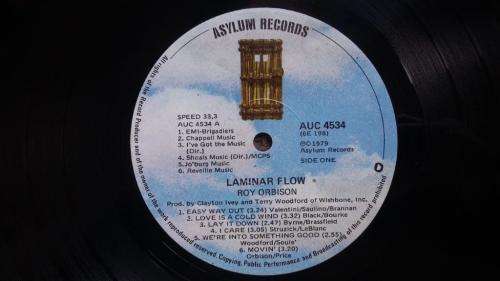 ASYLUM RECORDS
SPEED 33,3
AUC 4534 A
1. EMI-Brigadiers
2. Chappell Music
3. I've Got the Music
(Dir.)
4. Shoals Music (Dir.)/MCPS
5. Jo'burg Music
6. Reveille Music
AUC 4534
(6E 198)
℗©1979
Asylum Records
SIDE ONE
LAMINAR FLOW
ROY ORBISON
Prod. by Clayton Ivey and Terry Woodford of Wishbone, Inc.
1. EASY WAY OUT (3.24) Valentini/Saulino/Brannan
2. LOVE IS A COLD WIND (3.32) Black/Bourke
3. LAY IT DOWN (2.47) Byrne/Brassfield
4. I CARE (3.05) Struzick/LeBlanc
5. WE'RE INTO SOMETHING GOOD (2.55)
Woodford/Soule'
6. MOVIN' (3.20)
Orbison/Price
All rights of the Record Producer and of the owner of the work reproduced reserved. Copying, Public Performance, and Broadcasting of this record prohibited